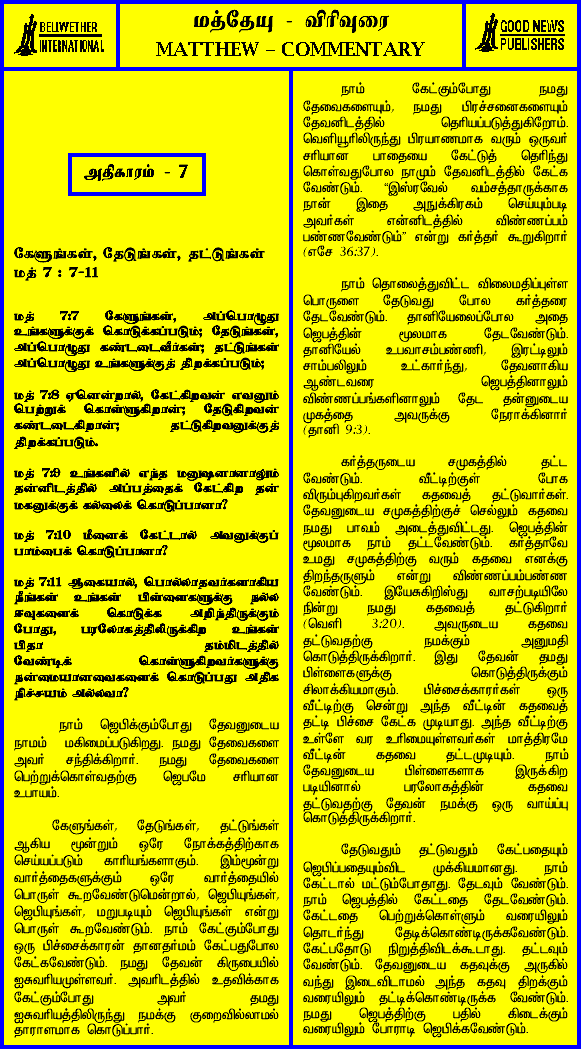 BELIWETHER
INTERNATIONAL
மத்தேயு - விரிவுரை
MATTHEW – COMMENTARY
GOOD NEWS
PUBLISHERS
அதிகாரம் - 7
கேளுங்கள், தேடுங்கள், தட்டுங்கள்
மத் 7 : 7-11
மத் 7:7 கேளுங்கள், அப்பொழுது
உங்களுக்குக் கொடுக்கப்படும்; தேடுங்கள்,
அப்பொழுது கண்டடைவீர்கள்; தட்டுங்கள்
அப்பொழுது உங்களுக்குத் திறக்கப்படும்;
மத் 7:8 ஏனென்றால், கேட்கிறவன் எவனும்
பெற்றுக் கொள்ளுகிறான்; தேடுகிறவன்
கண்டடைகிறான்; தட்டுகிறவனுக்குத்
திறக்கப்படும்.
மத் 7:9 உங்களில் எந்த மனுஷனானாலும்
தன்னிடத்தில் அப்பத்தைக் கேட்கிற தன்
மகனுக்குக் கல்லைக் கொடுப்பானா?
மத் 7:10 மீனைக் கேட்டால் அவனுக்குப்
பாம்பைக் கொடுப்பானா?
மத் 7:11 ஆகையால், பொல்லாதவர்களாகிய
நீங்கள் உங்கள் பிள்ளைகளுக்கு நல்ல
ஈவுகளைக் கொடுக்க அறிந்திருக்கும்
போது, பரலோகத்திலிருக்கிற உங்கள்
பிதா தம்மிடத்தில்
வேண்டிக் கொள்ளுகிறவர்களுக்கு
நன்மையானவைகளைக் கொடுப்பது அதிக
நிச்சயம் அல்லவா?
நாம் ஜெபிக்கும்போது தேவனுடைய
நாமம் மகிமைப்படுகிறது. நமது தேவைகளை
அவர் சந்திக்கிறார். நமது தேவைகளை
பெற்றுக்கொள்வதற்கு ஜெபமே சரியான
உபாயம்.
கேளுங்கள், தேடுங்கள், தட்டுங்கள்
ஆகிய மூன்றும் ஒரே நோக்கத்திற்காக
செய்யப்படும் காரியங்களாகும். இம்மூன்று
வார்த்தைகளுக்கும் ஒரே வார்த்தையில்
பொருள் கூறவேண்டுமென்றால், ஜெபியுங்கள்,
ஜெபியுங்கள், மறுபடியும் ஜெபியுங்கள் என்று
பொருள் கூறவேண்டும். நாம் கேட்கும்போது
ஒரு பிச்சைக்காரன் தானதர்மம் கேட்பதுபோல
கேட்கவேண்டும். நமது தேவன் கிருபையில்
ஐசுவரியமுள்ளவர். அவரிடத்தில் உதவிக்காக
கேட்கும்போது அவர் தமது
ஐசுவரியத்திலிருந்து நமக்கு குறைவில்லாமல்
தாராளமாக கொடுப்பார்.
நாம் கேட்கும்போது நமது
தேவைகளையும், நமது பிரச்சனைகளையும்
தேவனிடத்தில் தெரியப்படுத்துகிறோம்.
வெளியூரிலிருந்து பிரயாணமாக வரும் ஒருவர்
சரியான பாதையை கேட்டுத் தெரிந்து
கொள்வதுபோல நாமும் தேவனிடத்தில் கேட்க
வேண்டும். “இஸ்ரவேல் வம்சத்தாருக்காக
நான் இதை அநுக்கிரகம் செய்யும்படி
அவர்கள் என்னிடத்தில் விண்ணப்பம்
பண்ணவேண்டும்” என்று கர்த்தர் கூறுகிறார்
(எசே 36:37).
நாம் தொலைத்துவிட்ட விலைமதிப்புள்ள
பொருளை தேடுவது போல கர்த்தரை
தேடவேண்டும். தானியேலைப்போல அதை
ஜெபத்தின் மூலமாக தேடவேண்டும்.
தானியேல் உபவாசம்பண்ணி, இரட்டிலும்
சாம்பலிலும் உட்கார்ந்து, தேவனாகிய
ஆண்டவரை ஜெபத்தினாலும்
விண்ணப்பங்களினாலும் தேட தன்னுடைய
முகத்தை அவருக்கு நேராக்கினார்
(தானி 9:3).
கர்த்தருடைய சமுகத்தில் தட்ட
வேண்டும். வீட்டிற்குள் போக
விரும்புகிறவர்கள் கதவைத் தட்டுவார்கள்.
தேவனுடைய சமுகத்திற்குச் செல்லும் கதவை
நமது பாவம் அடைத்துவிட்டது. ஜெபத்தின்
மூலமாக நாம் தட்டவேண்டும். கர்த்தாவே
உமது சமுகத்திற்கு வரும் கதவை எனக்கு
திறந்தருளும் என்று விண்ணப்பம்பண்ண
வேண்டும். இயேசுகிறிஸ்து வாசற்படியிலே
நின்று நமது கதவைத் தட்டுகிறார்
(வெளி 3:20). அவருடைய கதவை
தட்டுவதற்கு நமக்கும் அனுமதி
கொடுத்திருக்கிறார். இது தேவன் தமது
பிள்ளைகளுக்கு கொடுத்திருக்கும்
சிலாக்கியமாகும். பிச்சைக்காரர்கள் ஒரு
வீட்டிற்கு சென்று அந்த வீட்டின் கதவைத்
தட்டி பிச்சை கேட்க முடியாது. அந்த வீட்டிற்கு
உள்ளே வர உரிமையுள்ளவர்கள் மாத்திரமே
வீட்டின் கதவை தட்டமுடியும். நாம்
தேவனுடைய பிள்ளைகளாக இருக்கிற
படியினால் பரலோகத்தின் கதவை
தட்டுவதற்கு தேவன் நமக்கு ஒரு வாய்ப்பு
கொடுத்திருக்கிறார்.
தேடுவதும் தட்டுவதும் கேட்பதையும்
ஜெபிப்பதையும்விட முக்கியமானது. நாம்
கேட்டால் மட்டும்போதாது. தேடவும் வேண்டும்.
நாம் ஜெபத்தில் கேட்டதை தேடவேண்டும்.
கேட்டதை பெற்றுக்கொள்ளும் வரையிலும்
தொடர்ந்து தேடிக்கொண்டிருக்கவேண்டும்.
கேட்பதோடு நிறுத்திவிடக்கூடாது. தட்டவும்
வேண்டும். தேவனுடைய கதவுக்கு அருகில்
வந்து இடைவிடாமல் அந்த கதவு திறக்கும்
வரையிலும் தட்டிக்கொண்டிருக்க வேண்டும்.
நமது ஜெபத்திற்கு பதில் கிடைக்கும்
வரையிலும் போராடி ஜெபிக்கவேண்டும்.